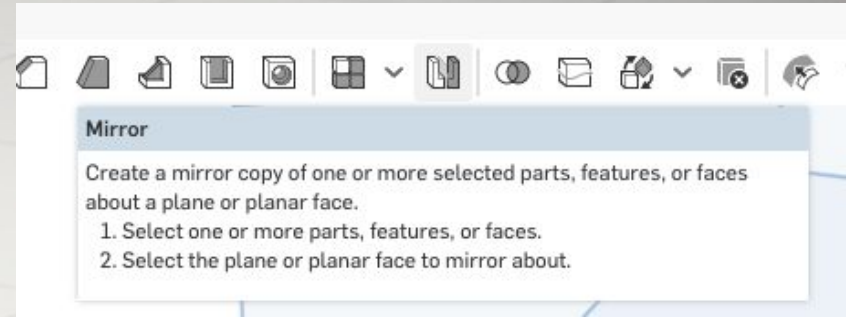 Mirror
Create a mirror copy of one or more selected parts, features, or faces
about a plane or planar face.
1. Select one or more parts, features, or faces.
2. Select the plane or planar face to mirror about.